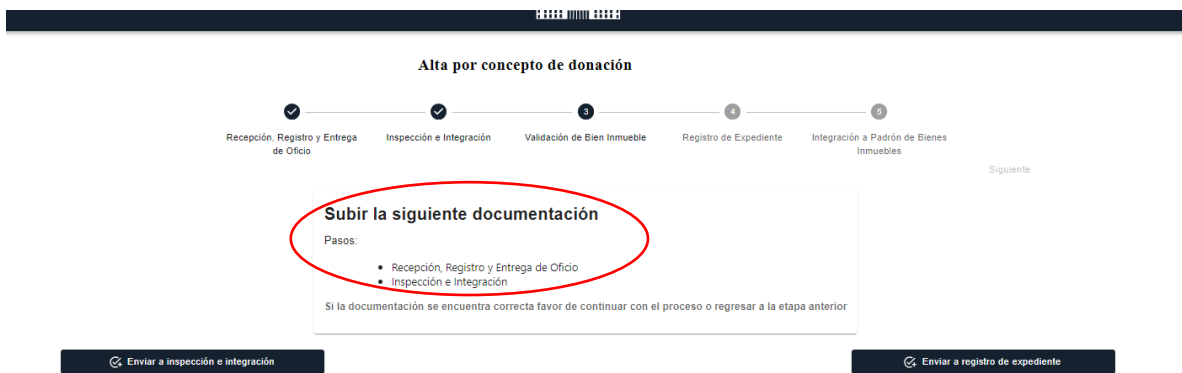 Alta por concepto de donación
3
4
5
Recepción, Registro y Entrega
de Oficio
Inspección e Integración
Validación de Bien Inmueble
Registro de Expediente
Integración a Padrón de Bienes
Inmuebles
Siguiente
Subir la siguiente documentación
Pasos:
• Recepción, Registro y Entrega de Oficio
• Inspección e Integración
Si la documentación se encuentra correcta favor de continuar con el proceso o regresar a la etapa anterior
Enviar a inspección e integración
Enviar a registro de expediente